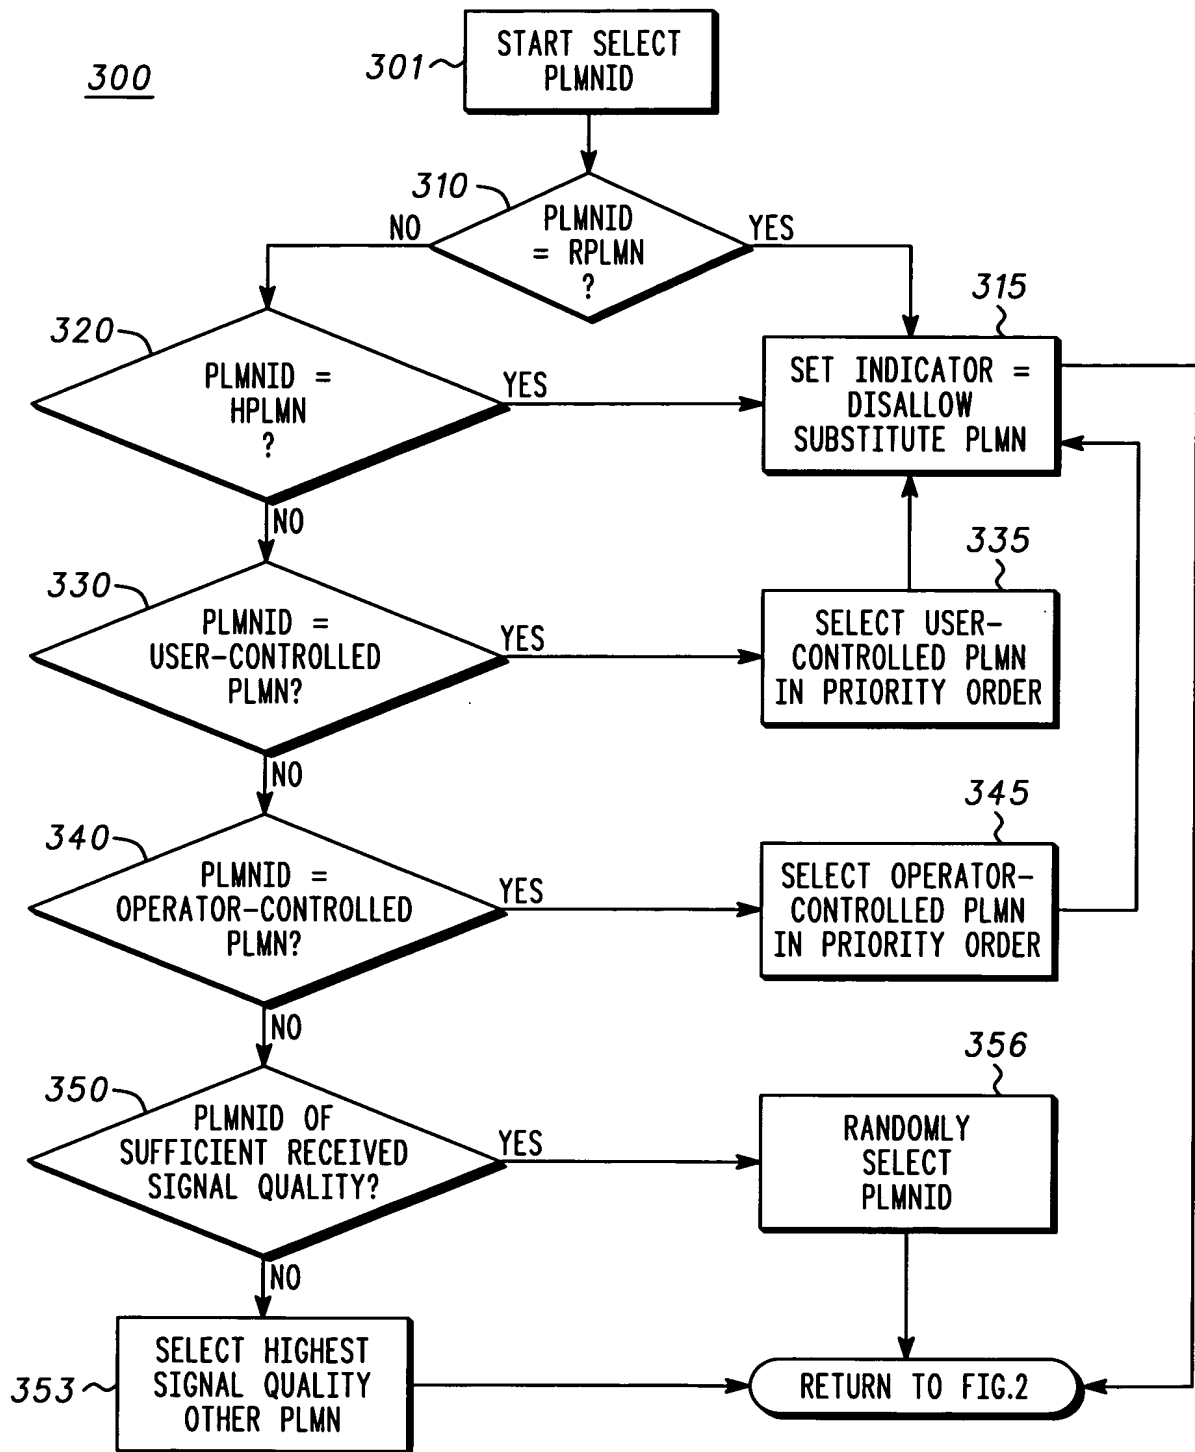 300
301
START SELECT
PLMNID
310
PLMNID
= RPLMN
?
NO
YES
315
SET INDICATOR =
DISALLOW
SUBSTITUTE PLMN
320
PLMNID =
HPLMN
?
YES
NO
330
PLMNID =
USER-CONTROLLED
PLMN?
YES
335
SELECT USER-
CONTROLLED PLMN
IN PRIORITY ORDER
NO
340
PLMNID =
OPERATOR-CONTROLLED
PLMN?
YES
345
SELECT OPERATOR-
CONTROLLED PLMN
IN PRIORITY ORDER
NO
350
PLMNID OF
SUFFICIENT RECEIVED
SIGNAL QUALITY?
YES
356
RANDOMLY
SELECT
PLMNID
NO
353
SELECT HIGHEST
SIGNAL QUALITY
OTHER PLMN
RETURN TO FIG.2